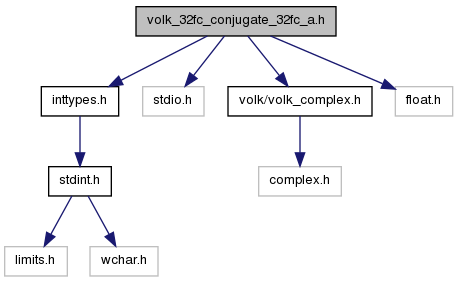 volk_32fc_conjugate_32fc_a.h
inttypes.h
stdio.h
volk/volk_complex.h
float.h
stdint.h
complex.h
limits.h
wchar.h